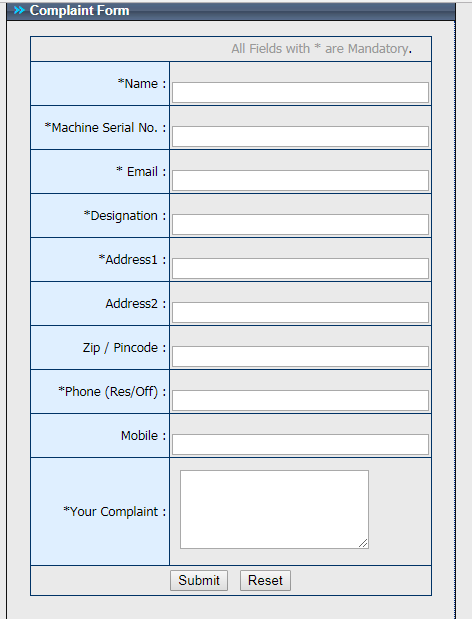 Complaint Form
All Fields with * are Mandatory.
*Name :
*Machine Serial No. :
* Email :
*Designation :
*Address1 :
Address2 :
Zip / Pincode :
*Phone (Res/Off) :
Mobile :
*Your Complaint :
Submit Reset